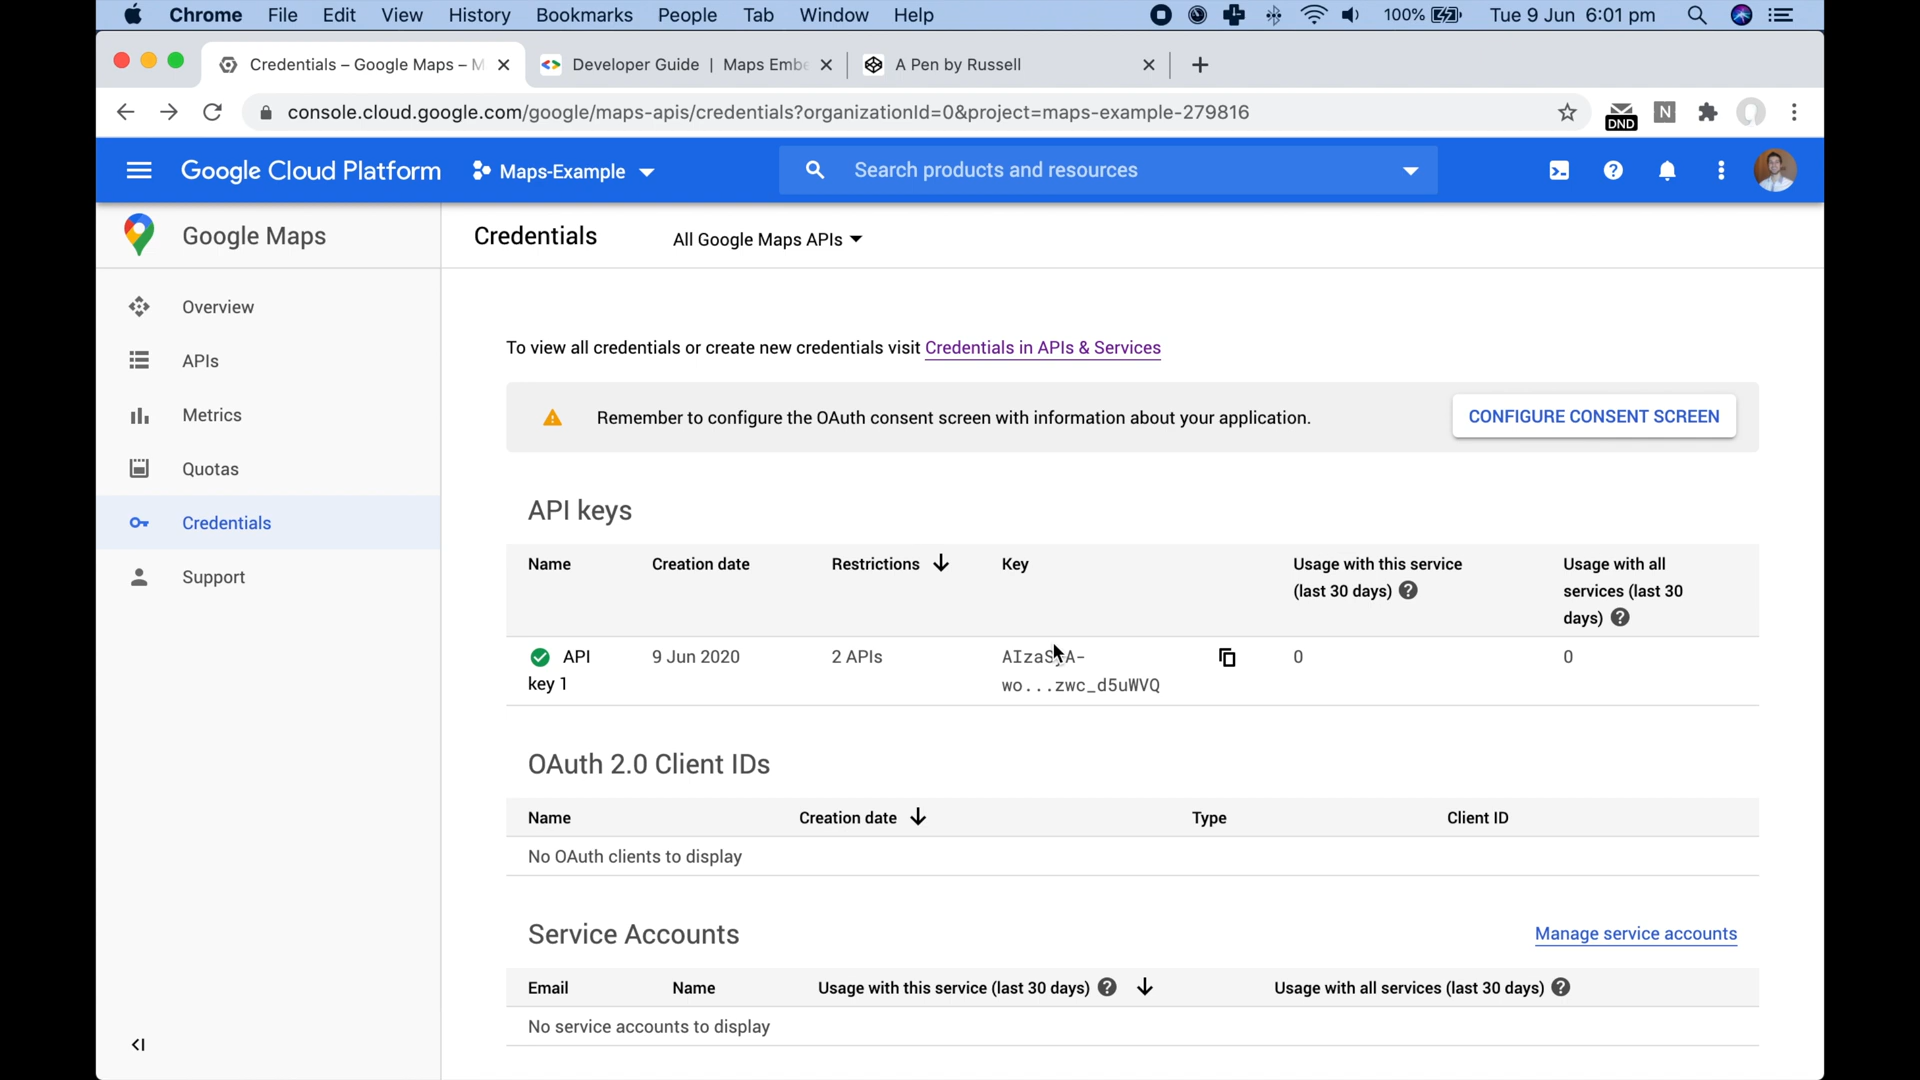 Chrome File Edit View History Bookmarks People Tab Window Help 100% Tue 9 Jun 6:01 pm
Credentials – Google Maps – M Developer Guide | Maps Embe A Pen by Russell
console.cloud.google.com/google/maps-apis/credentials?organizationId=0&project=maps-example-279816 DND N
Google Cloud Platform Maps-Example Search products and resources
Google Maps
Credentials All Google Maps APIs
Overview
APIs
Metrics
Quotas
Credentials
Support
To view all credentials or create new credentials visit Credentials in APIs & Services
Remember to configure the OAuth consent screen with information about your application. CONFIGURE CONSENT SCREEN
API keys
Name Creation date Restrictions Key Usage with this service Usage with all
(last 30 days) services (last 30
days)
API 9 Jun 2020 2 APIs AIzaSyA- 0 0
key 1 wo...zwc_d5uWVQ
OAuth 2.0 Client IDs
Name Creation date Type Client ID
No OAuth clients to display
Service Accounts Manage service accounts
Email Name Usage with this service (last 30 days) Usage with all services (last 30 days)
No service accounts to display